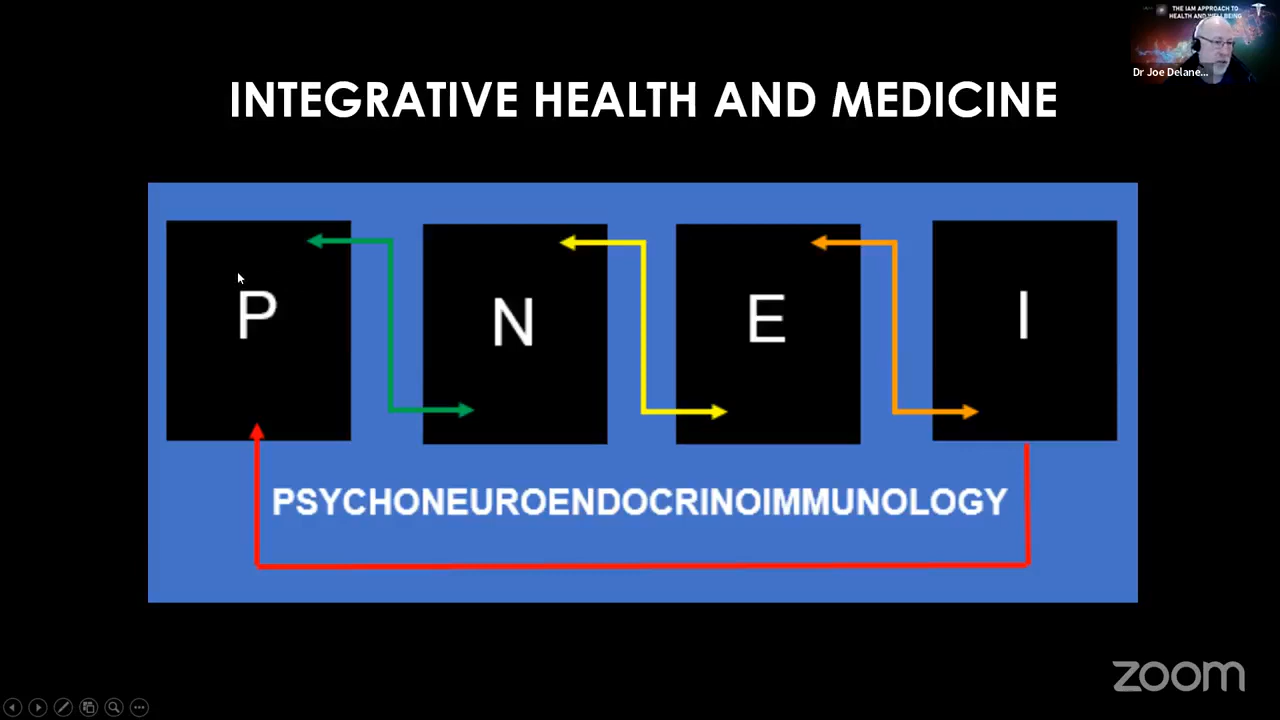 THE IAM APPROACH TO
HEALTH AND WELLBEING
Dr Joe Delane...
INTEGRATIVE HEALTH AND MEDICINE
P N E I
PSYCHONEUROENDOCRINOIMMUNOLOGY
zoom